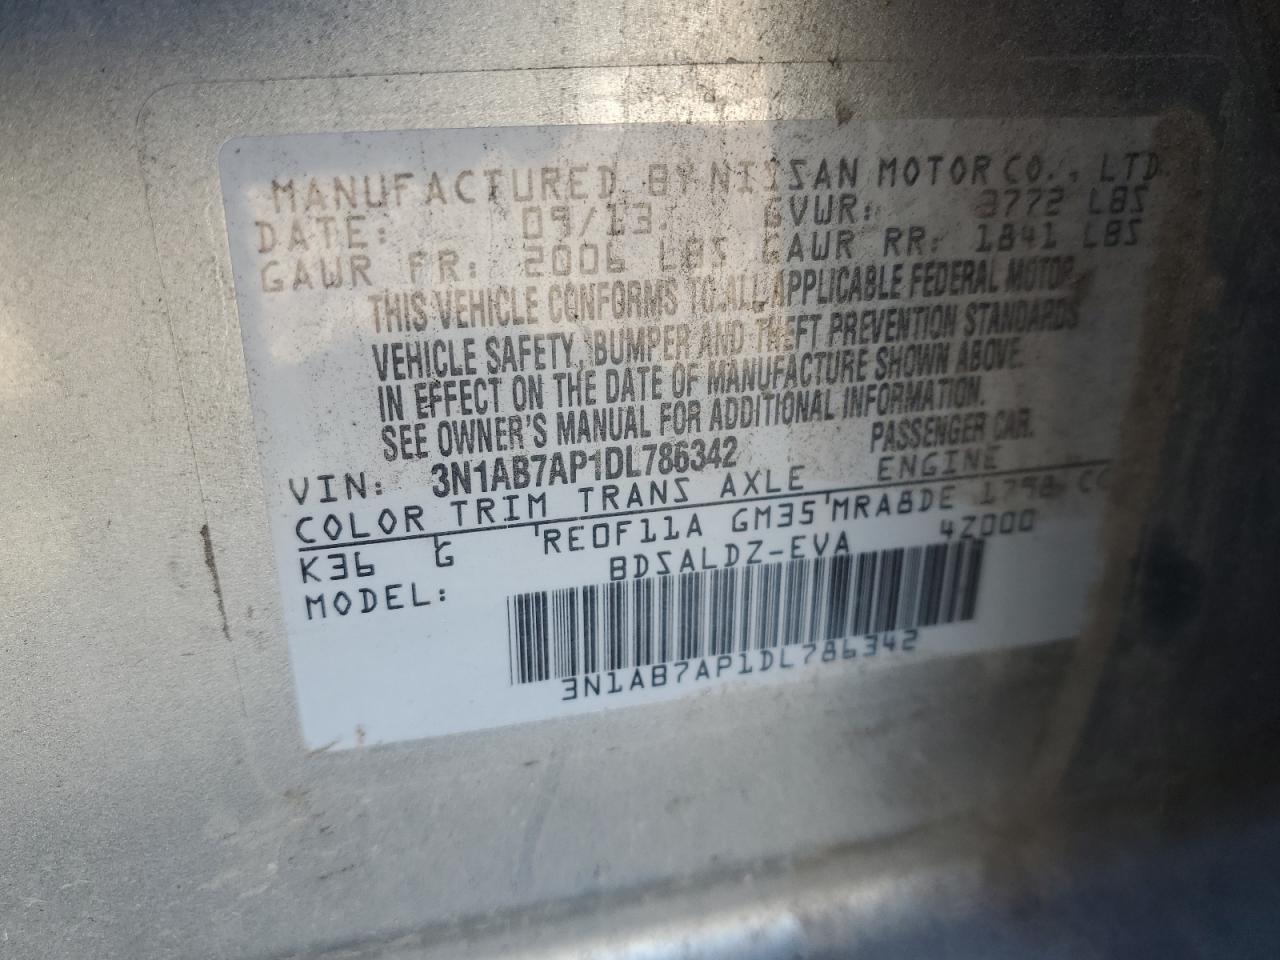 MANUFACTURED BY NISSAN MOTOR CO., LTD.
DATE: 09/13 GVWR: 3772 LBS
GAWR FR: 2006 LBS GAWR RR: 1841 LBS
THIS VEHICLE CONFORMS TO ALL APPLICABLE FEDERAL MOTOR
VEHICLE SAFETY, BUMPER AND THEFT PREVENTION STANDARDS
IN EFFECT ON THE DATE OF MANUFACTURE SHOWN ABOVE.
SEE OWNER'S MANUAL FOR ADDITIONAL INFORMATION.
VIN: 3N1AB7AP1DL786342 PASSENGER CAR.
COLOR TRIM TRANS AXLE ENGINE
K36 G RE0F11A GM35 MRA8DE 1798 CC
MODEL: BDSALDZ-EVA 4Z000
3N1AB7AP1DL786342